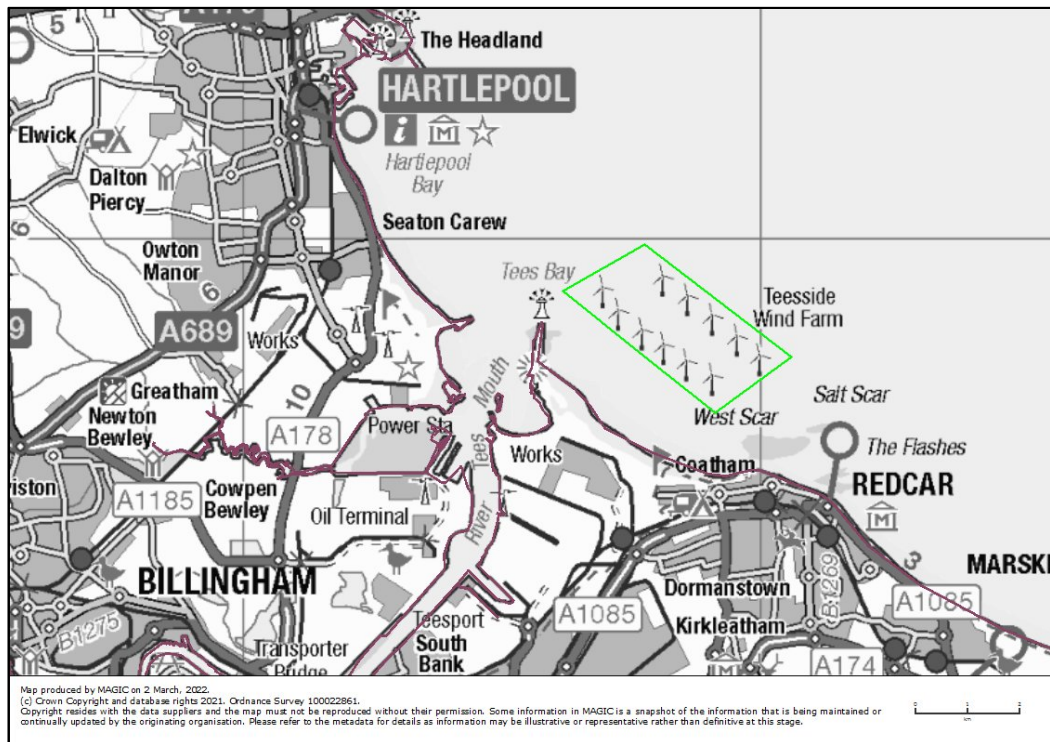 5
A179
The Headland
HARTLEPOOL
i
M
Elwick
Hartlepool
Bay
Dalton
Piercy
Seaton Carew
6
Owton
Manor
6
Tees Bay
Teesside
Wind Farm
9
A689
Works
Greatham
10
Mouth
Salt Scar
Newton
Bewley
A178
Power Sta
West Scar
The Flashes
Tees
Works
Coatham
A1185
Cowpen
Bewley
REDCAR
Oil Terminal
River
M
3
MARSKE
BILLINGHAM
Dormanstown
B1269
A1085
A1085
B1275
Teesport
Kirkleatham
Transporter
Bridge
South
Bank
A174
M
Map produced by MAGIC on 2 March, 2022.
(c) Crown Copyright and database rights 2021. Ordnance Survey 100022861.
Copyright resides with the data suppliers and the map must not be reproduced without their permission. Some information in MAGIC is a snapshot of the information that is being maintained or
continually updated by the originating organisation. Please refer to the metadata for details as information may be illustrative or representative rather than definitive at this stage.
0 1 2
km